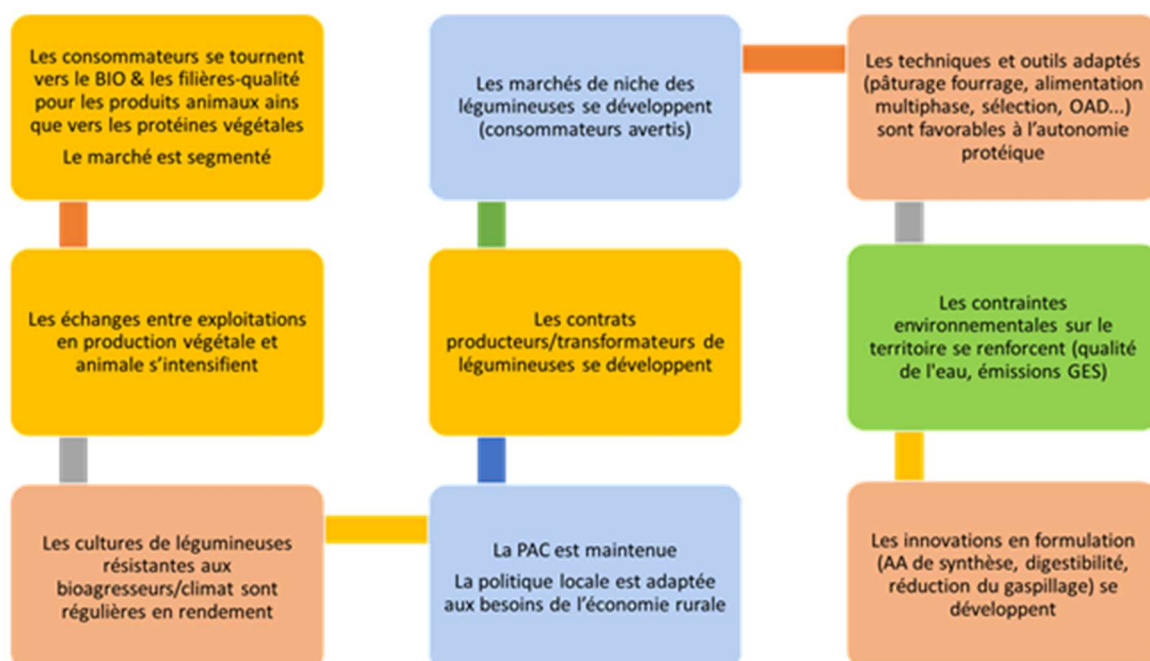 Les consommateurs se tournent
vers le BIO & les filières-qualité
pour les produits animaux ains
que vers les protéines végétales
Le marché est segmenté
Les échanges entre exploitations
en production végétale et
animale s'intensifient
Les cultures de légumineuses
résistantes aux
bioagresseurs/climat sont
régulières en rendement
La PAC est maintenue
La politique locale est adaptée
aux besoins de l'économie rurale
Les contrats
producteurs/transformateurs de
légumineuses se développent
Les marchés de niche des
légumineuses se développent
(consommateurs avertis)
Les techniques et outils adaptés
(pâturage fourrage, alimentation
multiphase, sélection, OAD...)
sont favorables à l'autonomie
protéique
Les contraintes
environnementales sur le
territoire se renforcent (qualité
de l'eau, émissions GES)
Les innovations en formulation
(AA de synthèse, digestibilité,
réduction du gaspillage) se
développent